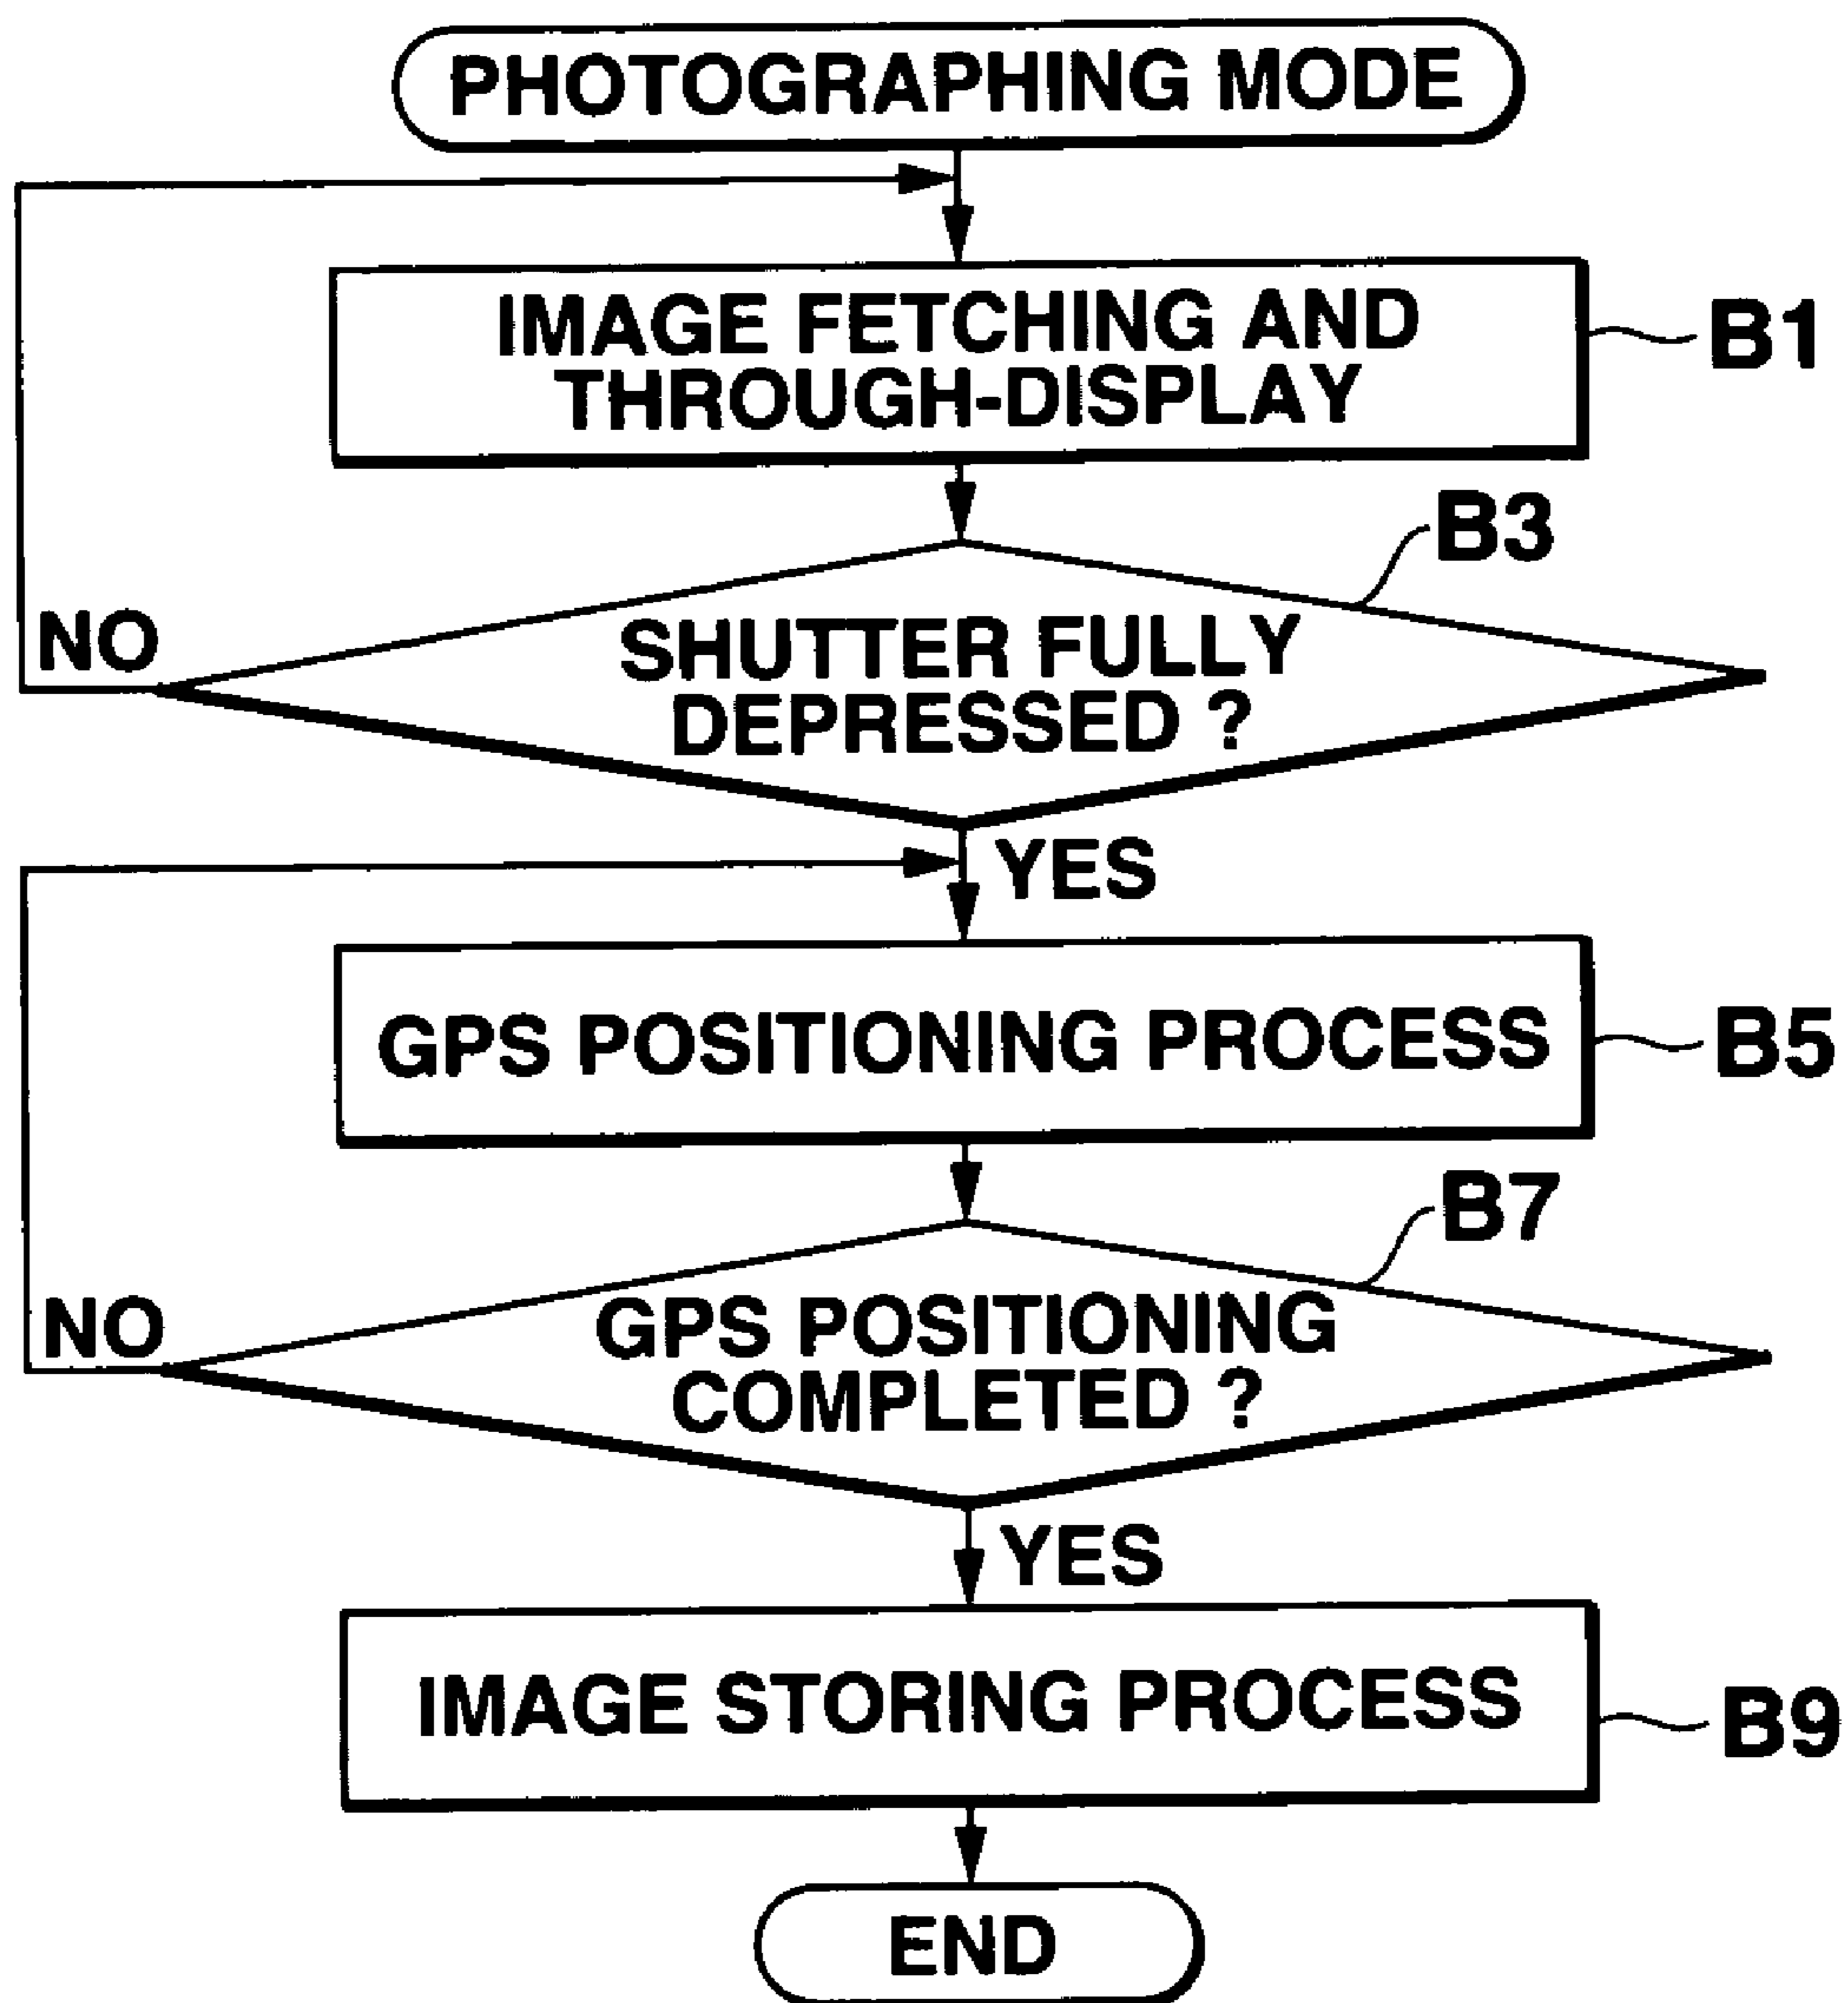 PHOTOGRAPHING MODE
IMAGE FETCHING AND
THROUGH-DISPLAY
B1
B3
NO
SHUTTER FULLY
DEPRESSED ?
YES
GPS POSITIONING PROCESS
B5
B7
NO
GPS POSITIONING
COMPLETED ?
YES
IMAGE STORING PROCESS
B9
END